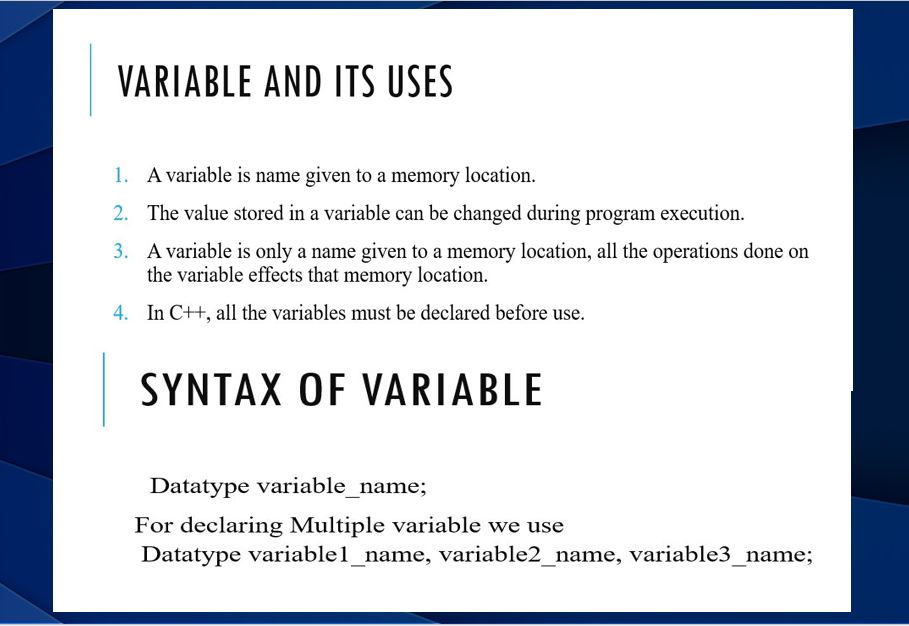 VARIABLE AND ITS USES
1. A variable is name given to a memory location.
2. The value stored in a variable can be changed during program execution.
3. A variable is only a name given to a memory location, all the operations done on
the variable effects that memory location.
4. In C++, all the variables must be declared before use.
SYNTAX OF VARIABLE
Datatype variable_name;
For declaring Multiple variable we use
Datatype variable1_name, variable2_name, variable3_name;